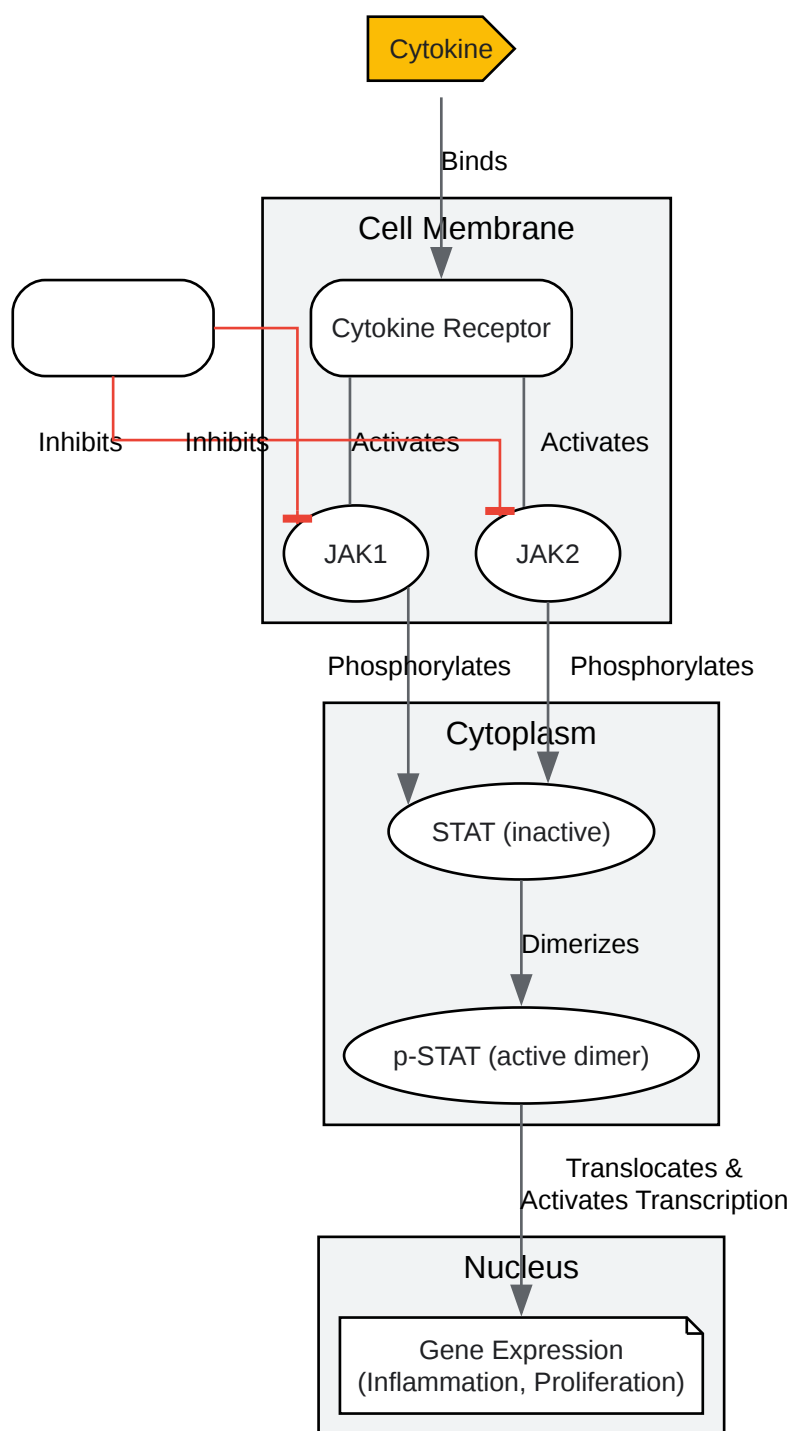 Cytokine
Binds
Cell Membrane
Cytokine Receptor
Inhibits
Inhibits
Activates
Activates
JAK1
JAK2
Phosphorylates
Phosphorylates
Cytoplasm
STAT (inactive)
Dimerizes
p-STAT (active dimer)
Translocates &
Activates Transcription
Nucleus
Gene Expression
(Inflammation, Proliferation)